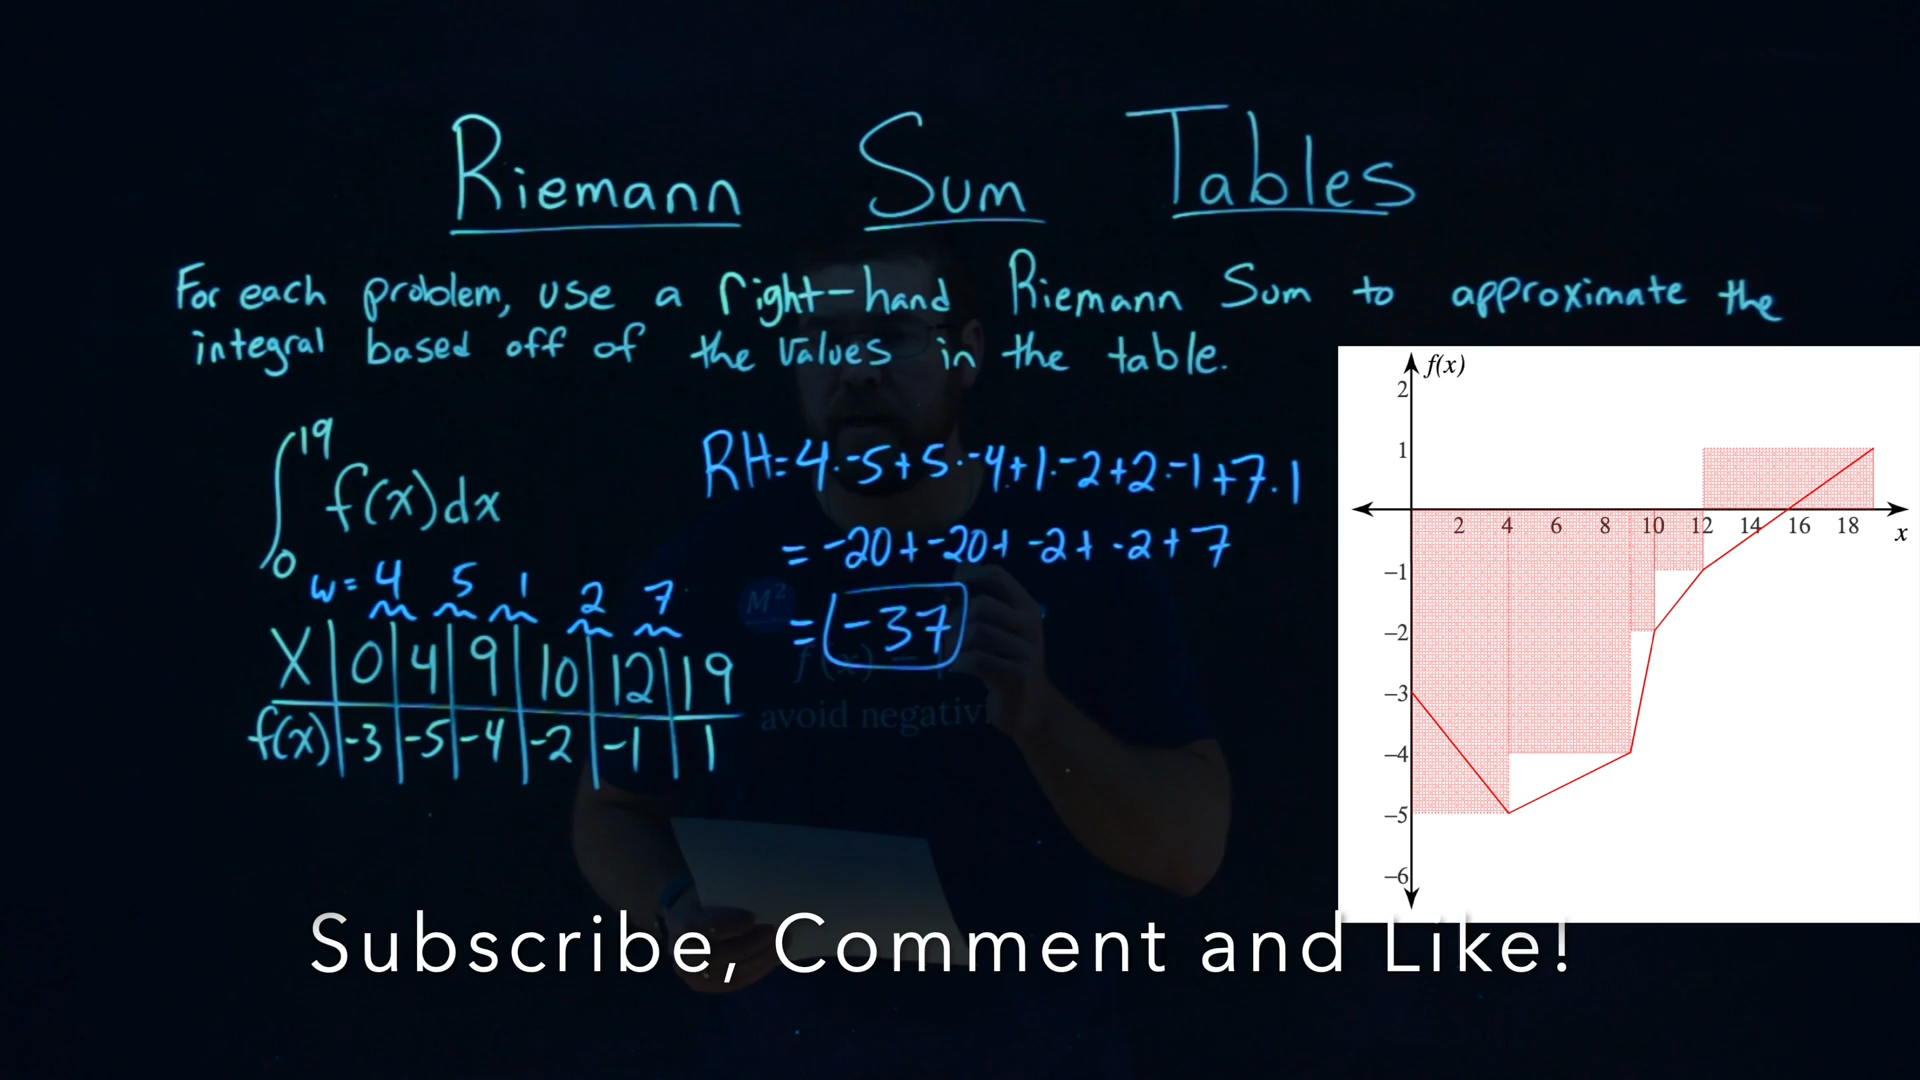 Riemann Sum Tables
For each problem, use a right-hand Riemann Sum to approximate the
integral based off of the values in the table.
∫₀¹⁹ f(x)dx
RH=4·-5+5·-4+1·-2+2·-1+7·1
= -20+-20+ -2+ -2+7
= -37
w= 4 5 1 2 7
X 0 4 9 10 12 19
f(x) -3 -5 -4 -2 -1 1
M²
avoid negativ
f(x)
2
1
2 4 6 8 10 12 14 16 18
x
-1
-2
-3
-4
-5
-6
Subscribe, Comment and Like!